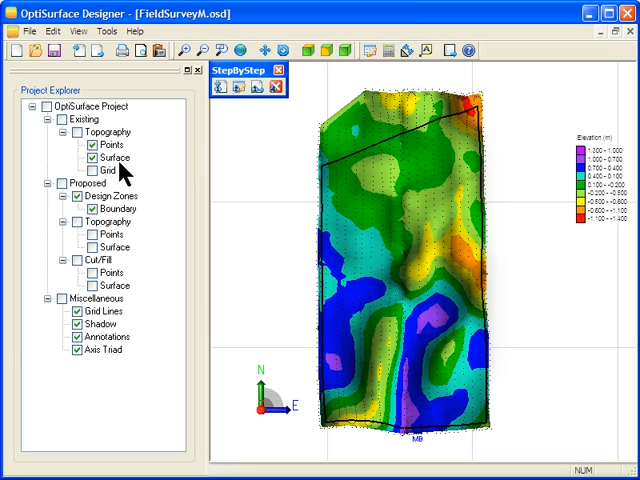 OptiSurface Designer - [FieldSurveyM.osd]
File Edit View Topography Tools Help
StepByStep
Project Explorer
OptiSurface Project
Existing
Topography
Points
Surface
Grid
Proposed
Design Zones
Boundary
Topography
Points
Surface
Cut/Fill
Points
Surface
Miscellaneous
Grid Lines
Shadow
Annotations
Axis Triad
N
E
MB
Elevation (m)
1.300 - 1.000
1.000 - 0.700
0.700 - 0.400
0.400 - 0.100
0.100 - -0.200
-0.200 - -0.500
-0.500 - -0.800
-0.800 - -1.100
-1.100 - -1.400
NUM